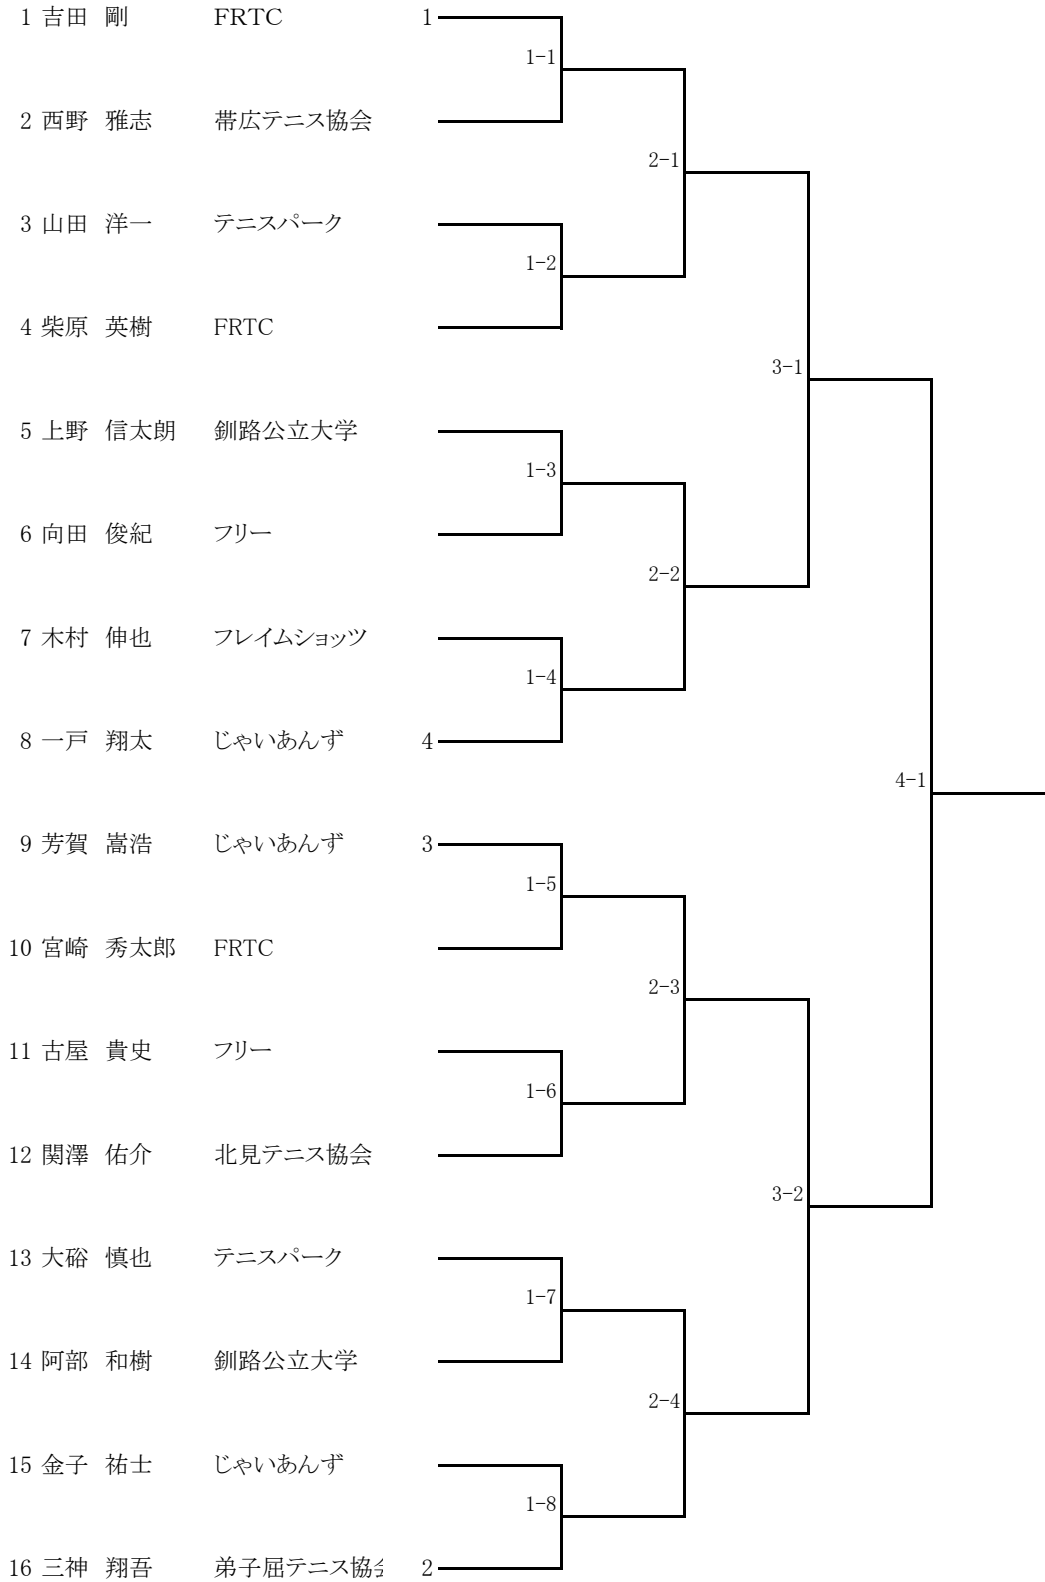 1 吉田 剛 FRTC 1
1-1
2 西野 雅志 帯広テニス協会
2-1
3 山田 洋一 テニスパーク
1-2
4 柴原 英樹 FRTC
3-1
5 上野 信太朗 釧路公立大学
1-3
6 向田 俊紀 フリー
2-2
7 木村 伸也 フレイムショッツ
1-4
8 一戸 翔太 じゃいあんず 4
4-1
9 芳賀 嵩浩 じゃいあんず 3
1-5
10 宮崎 秀太郎 FRTC
2-3
11 古屋 貴史 フリー
1-6
12 関澤 佑介 北見テニス協会
3-2
13 大硲 慎也 テニスパーク
1-7
14 阿部 和樹 釧路公立大学
2-4
15 金子 祐士 じゃいあんず
1-8
16 三神 翔吾 弟子屈テニス協会 2